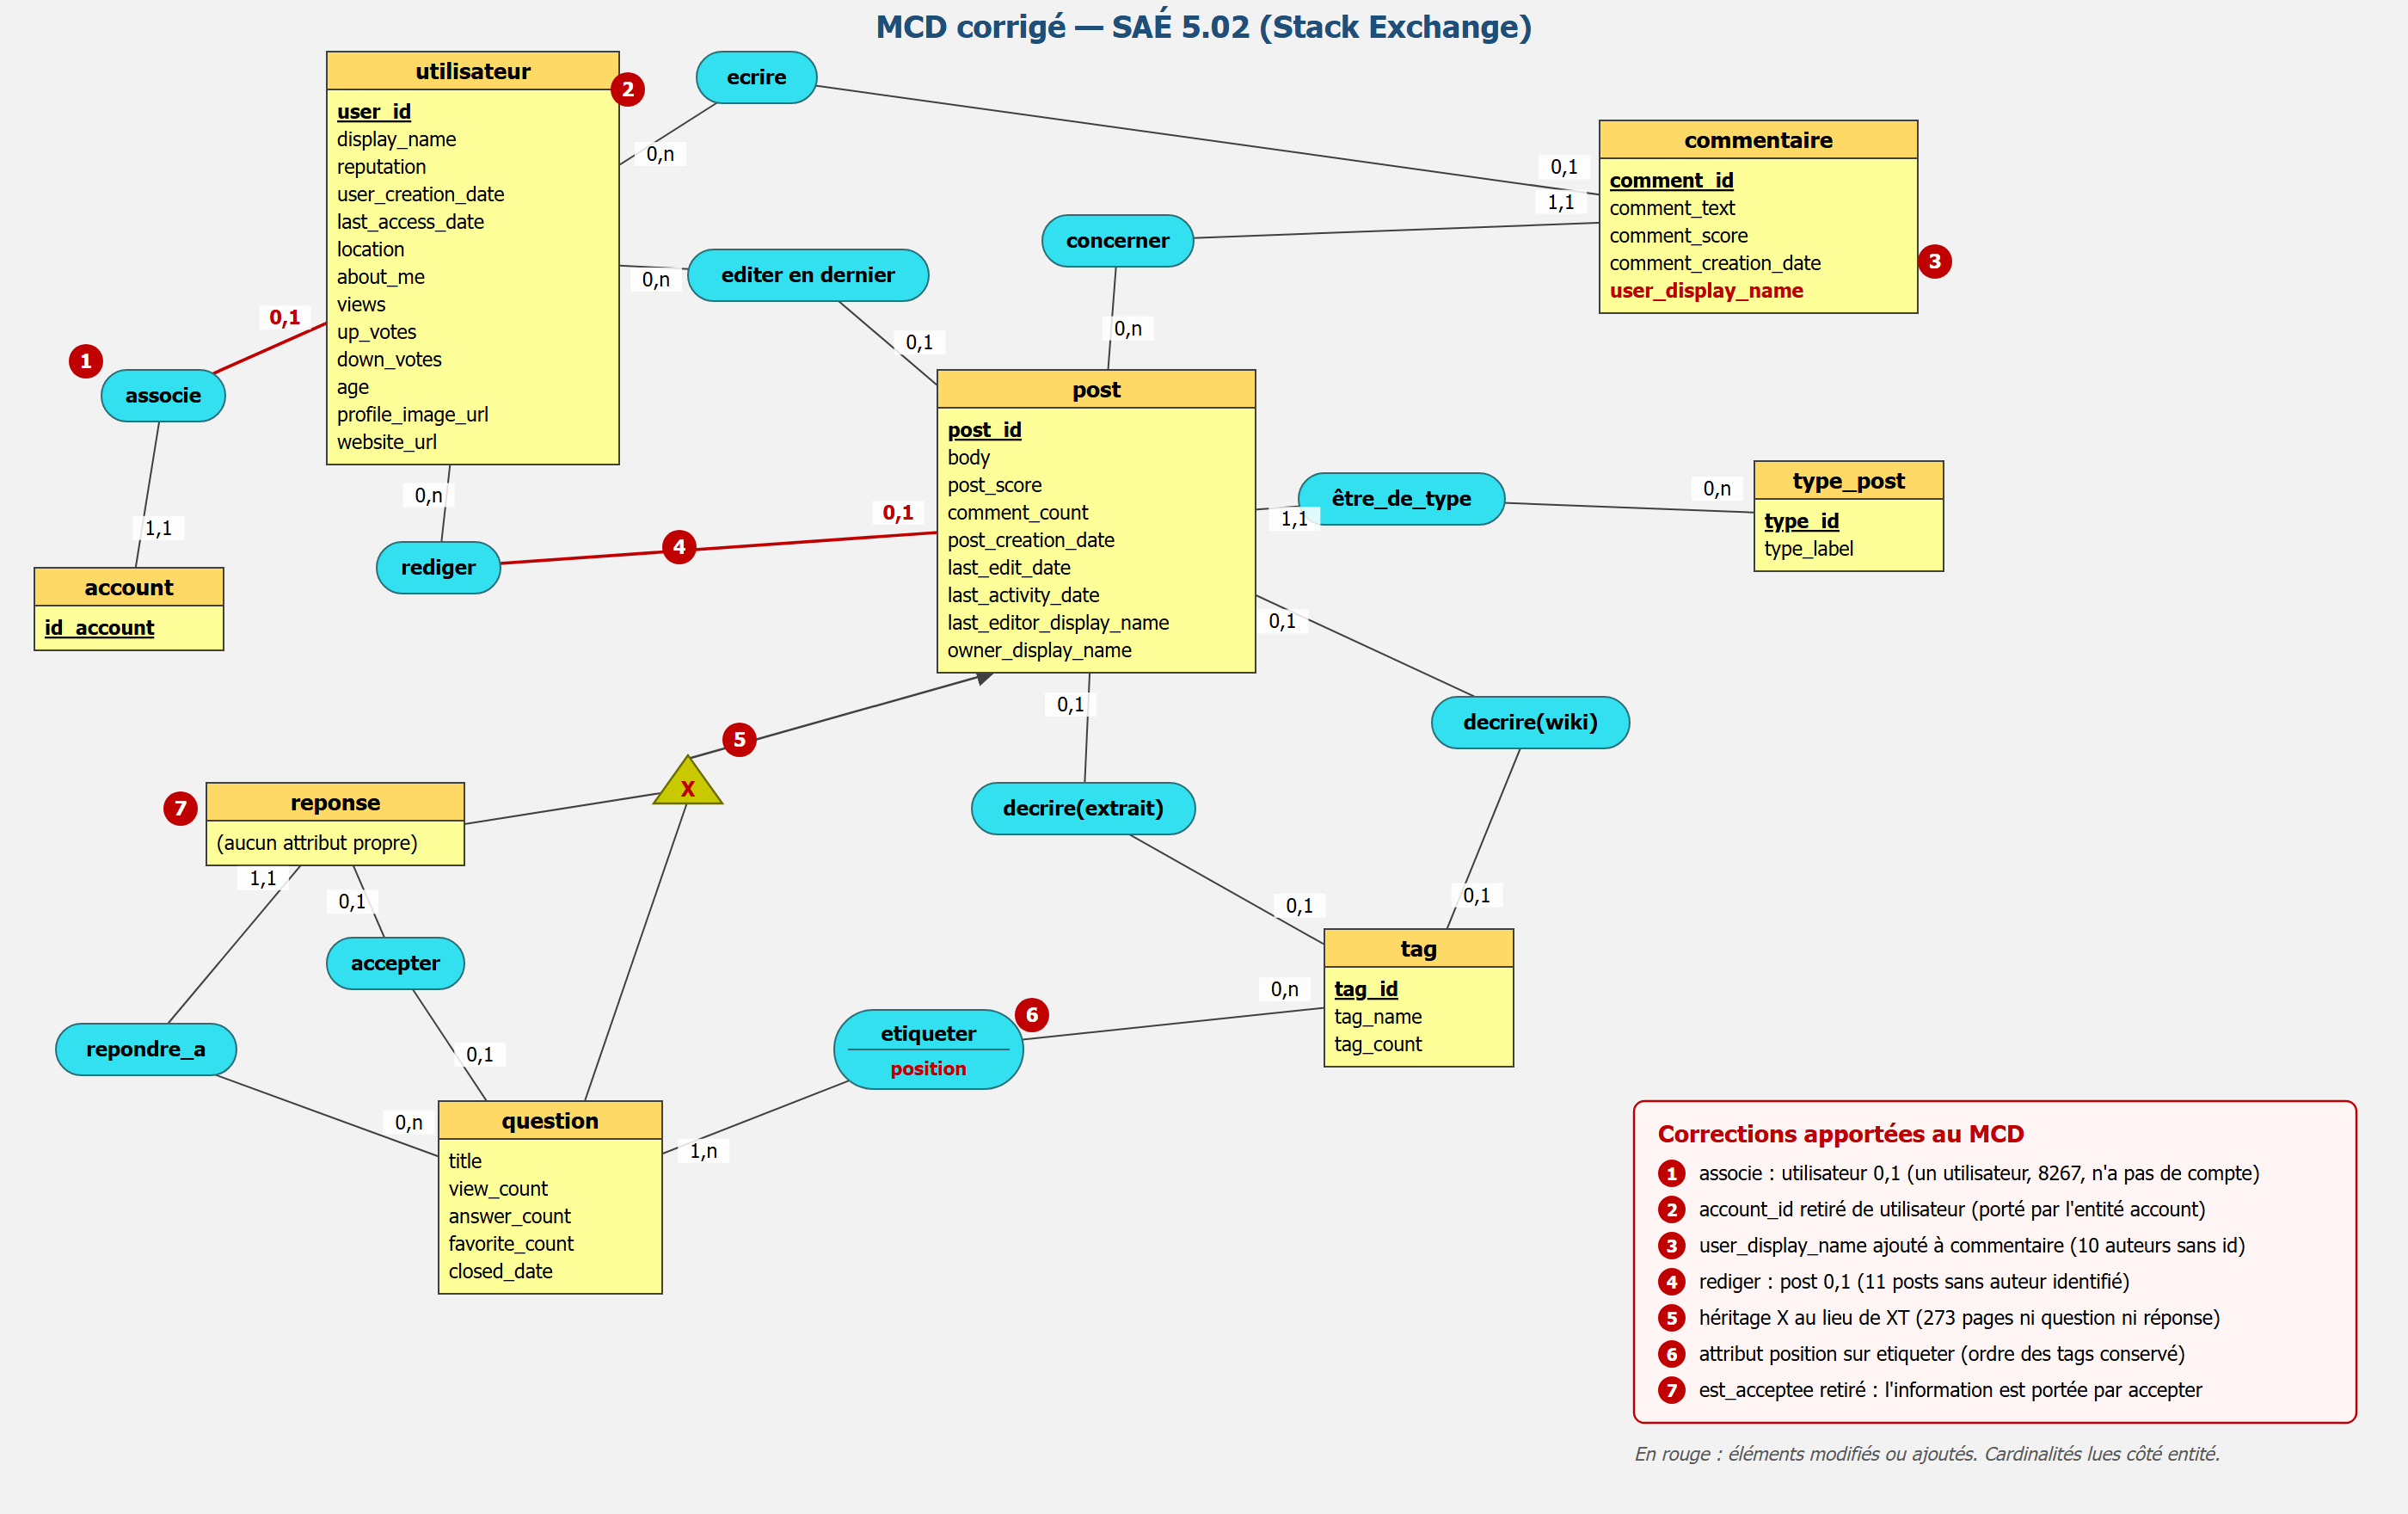 MCD corrigé — SAÉ 5.02 (Stack Exchange)
utilisateur
2
user_id
display_name
reputation
user_creation_date
last_access_date
location
about_me
views
up_votes
down_votes
age
profile_image_url
website_url
ecrire
0,n
0,1
1,1
commentaire
comment_id
comment_text
comment_score
comment_creation_date
user_display_name
3
concerner
0,n
editer en dernier
0,n
0,1
0,1
1
associe
1,1
account
id_account
0,n
rediger
4
0,1
post
post_id
body
post_score
comment_count
post_creation_date
last_edit_date
last_activity_date
last_editor_display_name
owner_display_name
être_de_type
1,1
0,n
type_post
type_id
type_label
0,1
decrire(wiki)
0,1
0,1
decrire(extrait)
0,1
5
X
7
reponse
(aucun attribut propre)
1,1
0,1
accepter
0,1
repondre_a
0,n
question
title
view_count
answer_count
favorite_count
closed_date
1,n
etiqueter
position
6
0,n
tag
tag_id
tag_name
tag_count
Corrections apportées au MCD
1 associe : utilisateur 0,1 (un utilisateur, 8267, n'a pas de compte)
2 account_id retiré de utilisateur (porté par l'entité account)
3 user_display_name ajouté à commentaire (10 auteurs sans id)
4 rediger : post 0,1 (11 posts sans auteur identifié)
5 héritage X au lieu de XT (273 pages ni question ni réponse)
6 attribut position sur etiqueter (ordre des tags conservé)
7 est_acceptee retiré : l'information est portée par accepter
En rouge : éléments modifiés ou ajoutés. Cardinalités lues côté entité.